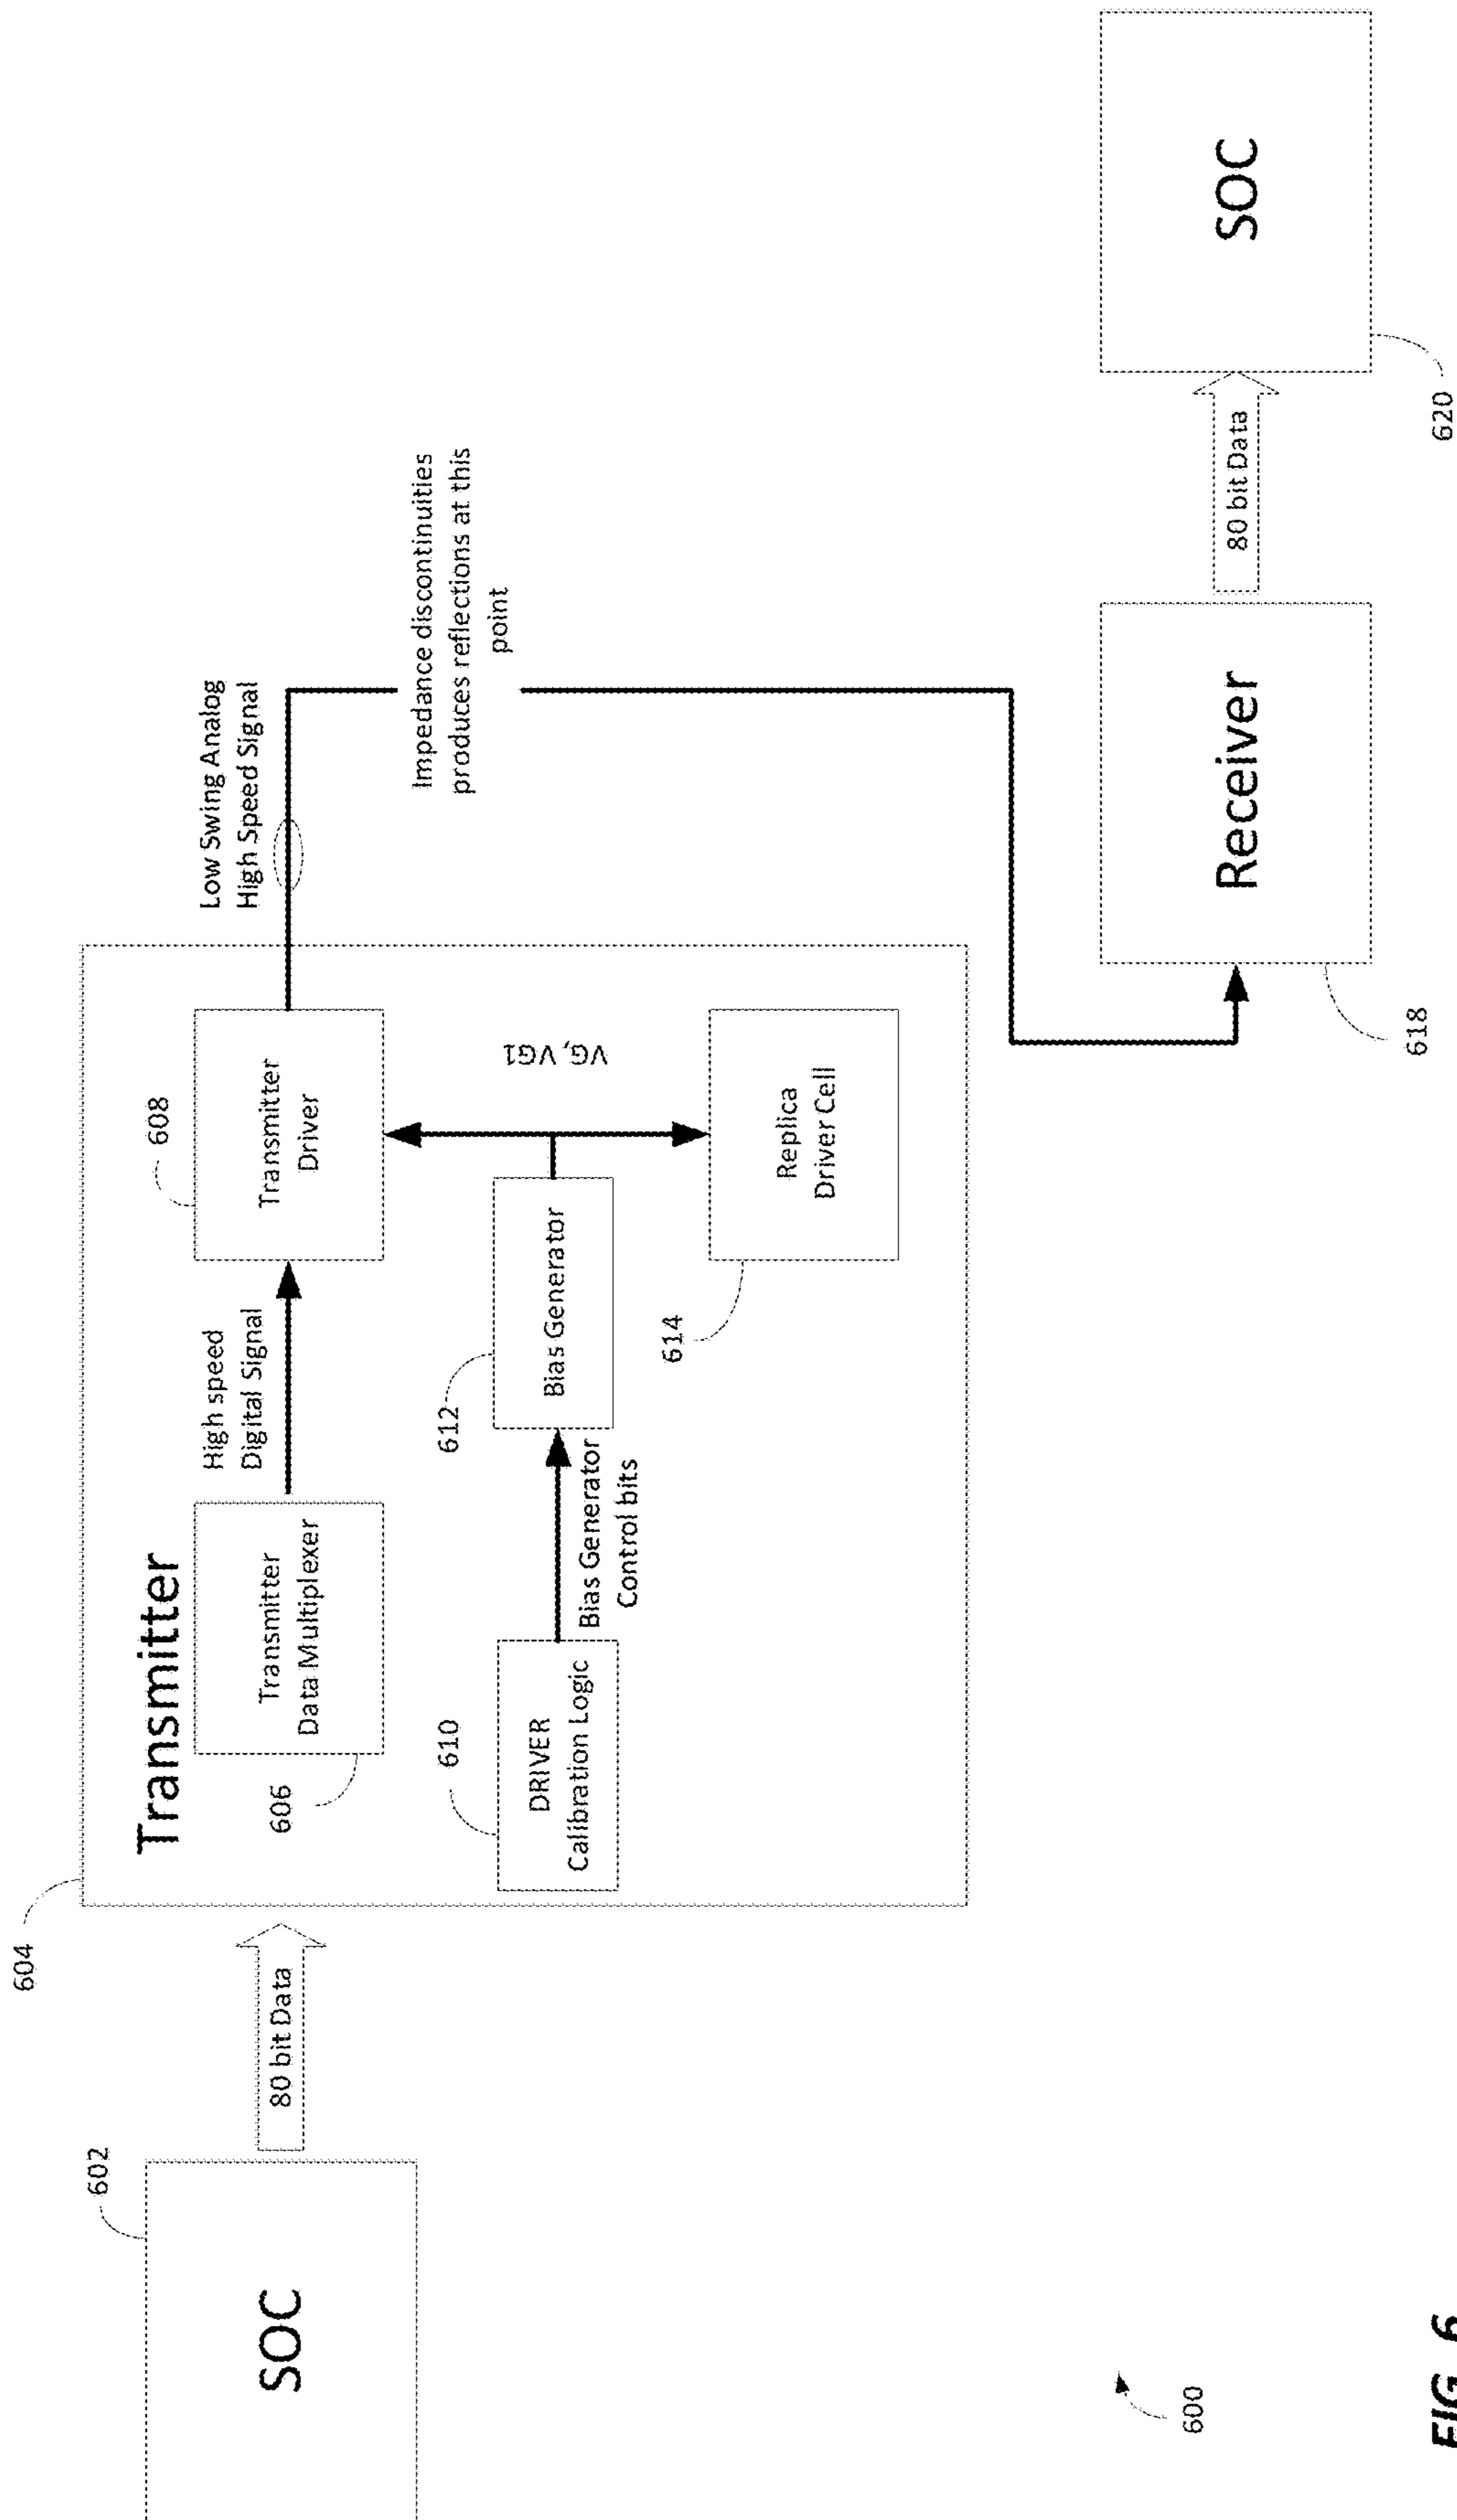 604
602
SOC
80 bit Data
Transmitter
606
Transmitter
Data Multiplexer
High speed
Digital Signal
608
Transmitter
Driver
Low Swing Analog
High Speed Signal
610
DRIVER
Calibration Logic
Bias Generator
Control bits
612
Bias Generator
VG, VG1
614
Replica
Driver Cell
Impedance discontinuities
produces reflections at this
point
618
Receiver
80 bit Data
SOC
620
600
FIG. 6